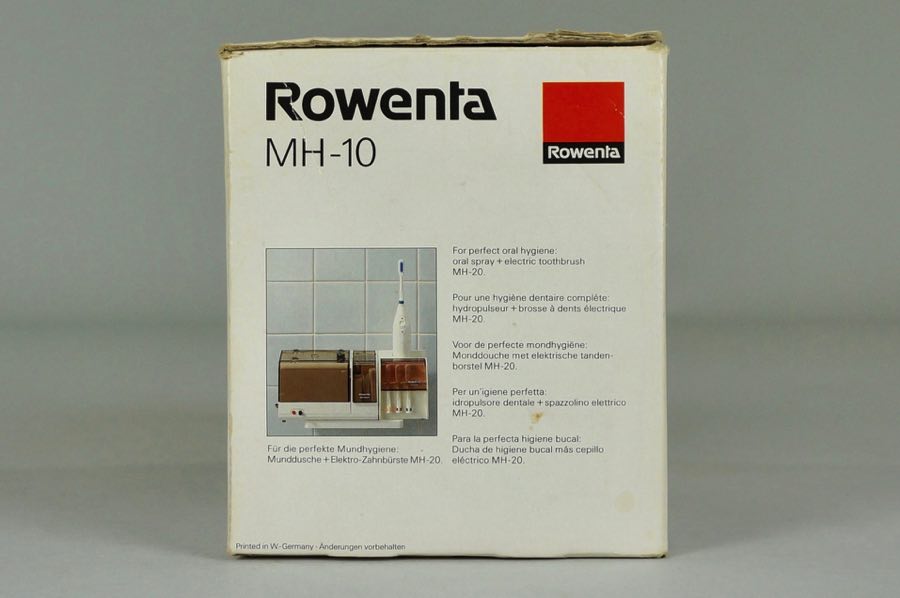 Rowenta
MH-10
Rowenta
For perfect oral hygiene:
oral spray + electric toothbrush
MH-20.
Pour une hygiène dentaire complête:
hydropulseur + brosse à dents électrique
MH-20.
Voor de perfecte mondhygiëne:
Monddouche met elektrische tanden-
borstel MH-20.
Per un'igiene perfetta:
idropulsore dentale + spazzolino elettrico
MH-20.
Para la perfecta higiene bucal:
Ducha de higiene bucal más cepillo
eléctrico MH-20.
Für die perfekte Mundhygiene:
Munddusche + Elektro-Zahnbürste MH-20.
Printed in W.-Germany · Änderungen vorbehalten